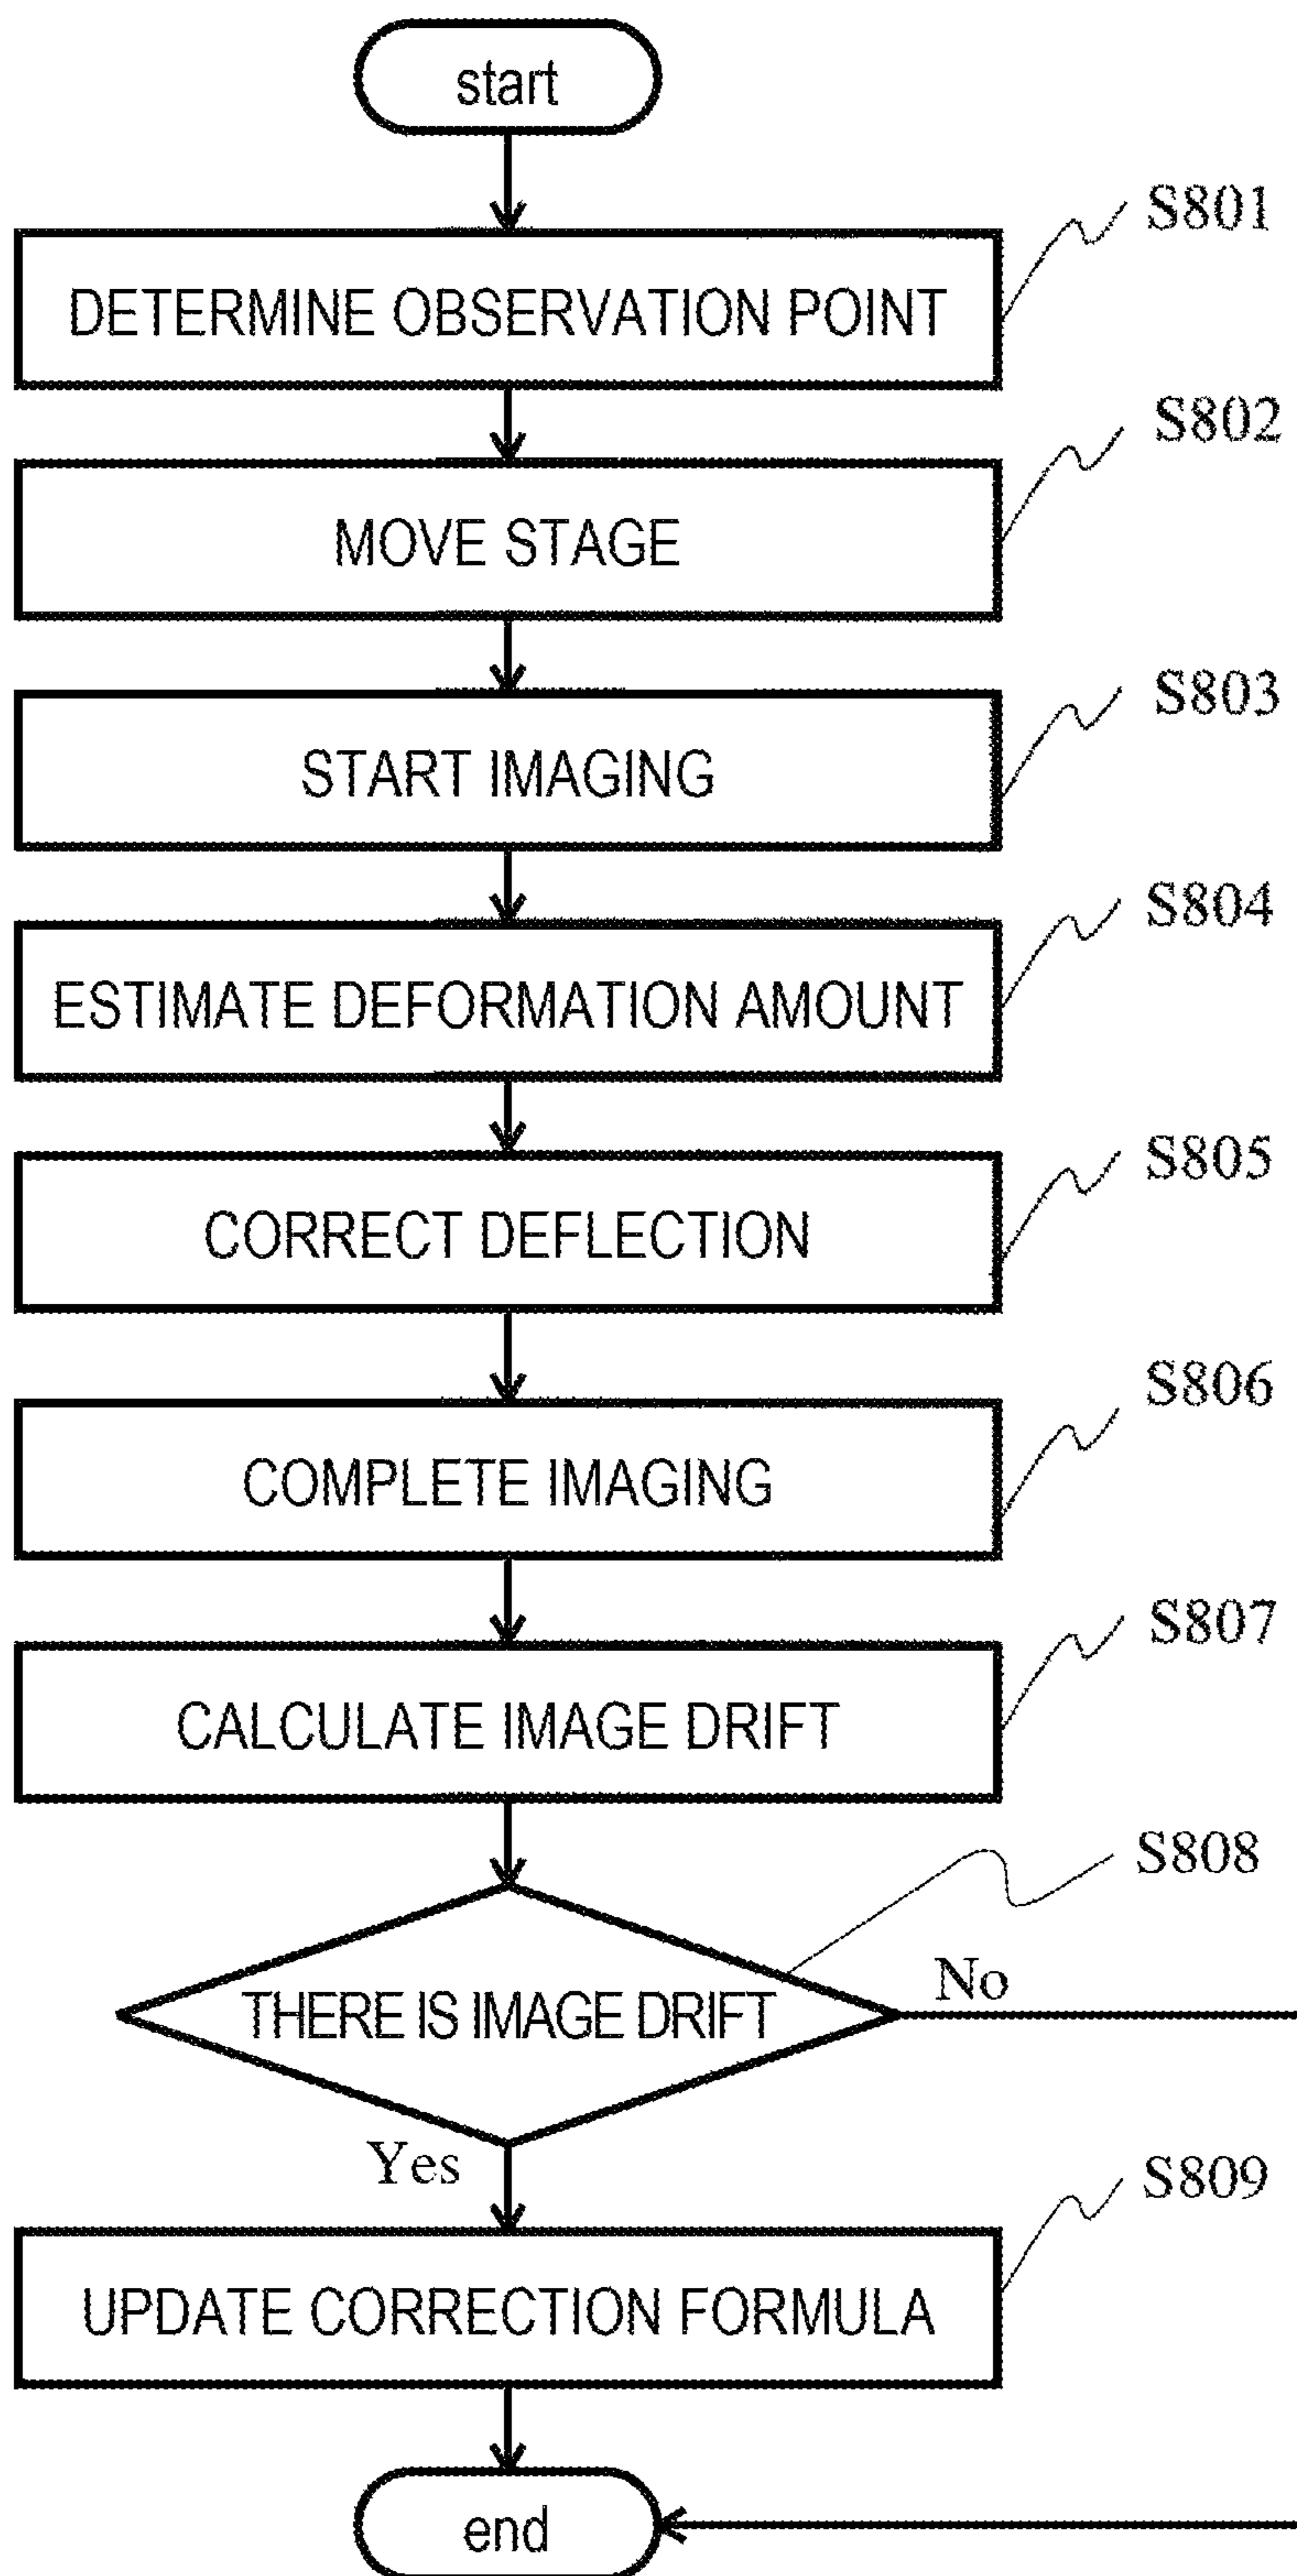 start
S801
DETERMINE OBSERVATION POINT
S802
MOVE STAGE
S803
START IMAGING
S804
ESTIMATE DEFORMATION AMOUNT
S805
CORRECT DEFLECTION
S806
COMPLETE IMAGING
S807
CALCULATE IMAGE DRIFT
S808
No
THERE IS IMAGE DRIFT
Yes
S809
UPDATE CORRECTION FORMULA
end